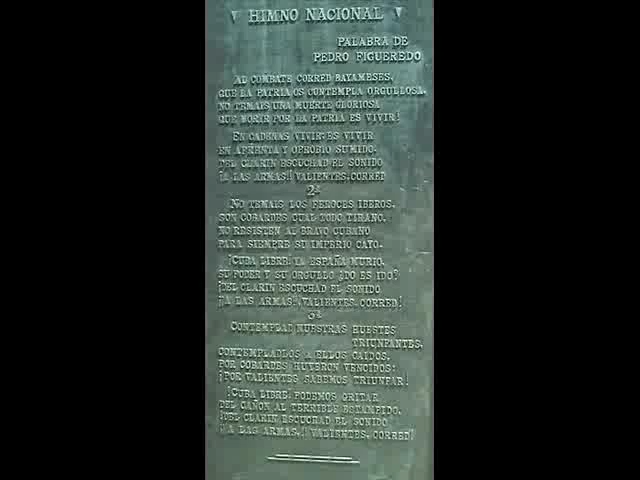 HIMNO NACIONAL
PALABRA DE
PEDRO FIGUEREDO
AL COMBATE CORRED BAYAMESES,
QUE LA PATRIA OS CONTEMPLA ORGULLOSA.
NO TEMAIS UNA MUERTE GLORIOSA
QUE MORIR POR LA PATRIA ES VIVIR!
EN CADENAS VIVIR: ES VIVIR
EN AFRENTA Y OPROBIO SUMIDO.
DEL CLARIN ESCUCHAD EL SONIDO
¡A LAS ARMAS!! VALIENTES, CORRED
2ª
NO TEMAIS LOS FEROCES IBEROS,
SON COBARDES CUAL TODO TIRANO,
NO RESISTEN AL BRAVO CUBANO
PARA SIEMPRE SU IMPERIO CAYO.
¡CUBA LIBRE: YA ESPAÑA MURIO,
SU PODER Y SU ORGULLO ¿DO ES IDO?
¡DEL CLARIN ESCUCHAD EL SONIDO
¡¡A LAS ARMAS!, VALIENTES, CORRED!
3ª
CONTEMPLAD NUESTRAS HUESTES
TRIUNFANTES,
CONTEMPLADLOS A ELLOS CAIDOS,
POR COBARDES HUYERON VENCIDOS:
¡POR VALIENTES SABEMOS TRIUNFAR!
¡CUBA LIBRE: PODEMOS GRITAR
DEL CAÑON AL TERRIBLE ESTAMPIDO,
¡DEL CLARIN ESCUCHAD EL SONIDO
¡¡A LAS ARMAS,!! VALIENTES, CORRED!